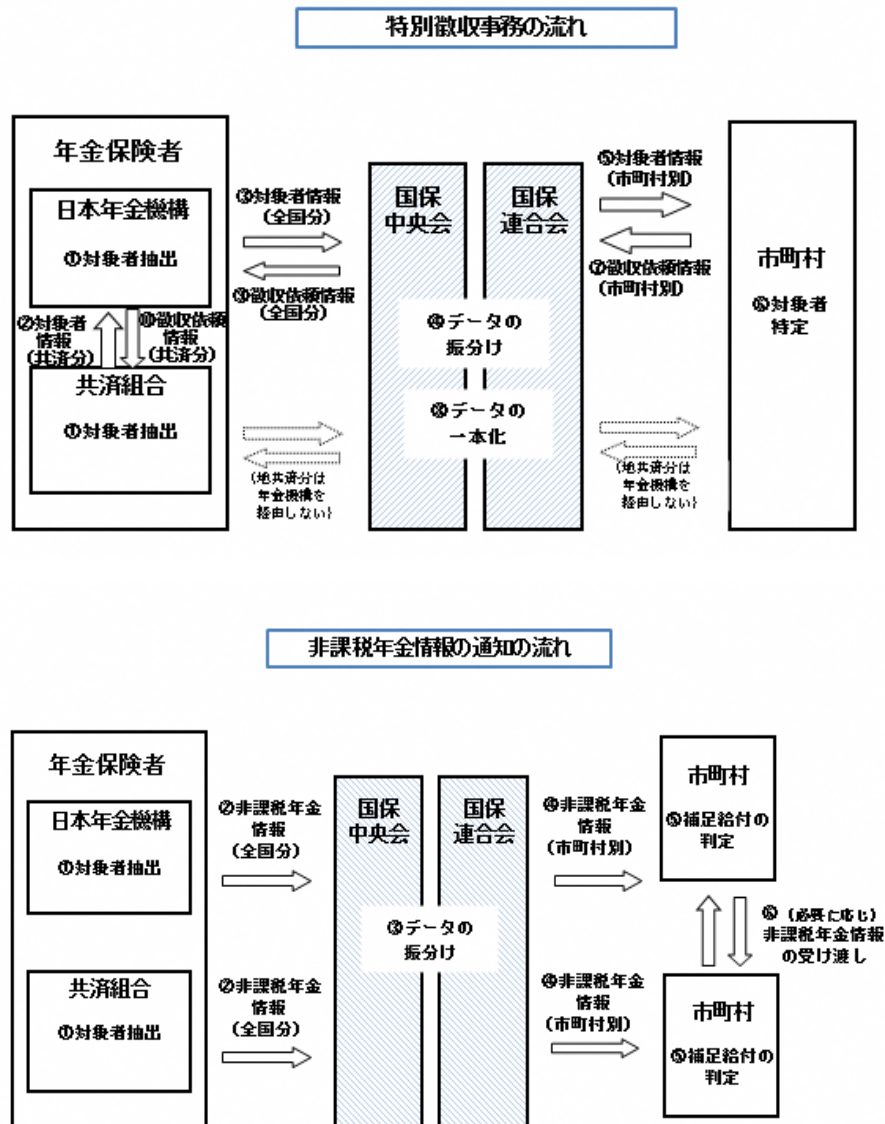 特別徴収事務の流れ
年金保険者
日本年金機構
①対象者抽出
②対象者
情報
(共済分)
⑩徴収依頼
情報
(共済分)
共済組合
①対象者抽出
③対象者情報
(全国分)
⑨徴収依頼情報
(全国分)
(地共済分は
年金機構を
経由しない)
国保
中央会
国保
連合会
④データの
振分け
⑧データの
一本化
⑤対象者情報
(市町村別)
⑦徴収依頼情報
(市町村別)
(地共済分は
年金機構を
経由しない)
市町村
⑥対象者
特定
非課税年金情報の通知の流れ
年金保険者
日本年金機構
①対象者抽出
共済組合
①対象者抽出
②非課税年金
情報
(全国分)
②非課税年金
情報
(全国分)
国保
中央会
国保
連合会
③データの
振分け
④非課税年金
情報
(市町村別)
④非課税年金
情報
(市町村別)
市町村
⑤補足給付の
判定
⑥(必要に応じ)
非課税年金情報
の受け渡し
市町村
⑤補足給付の
判定